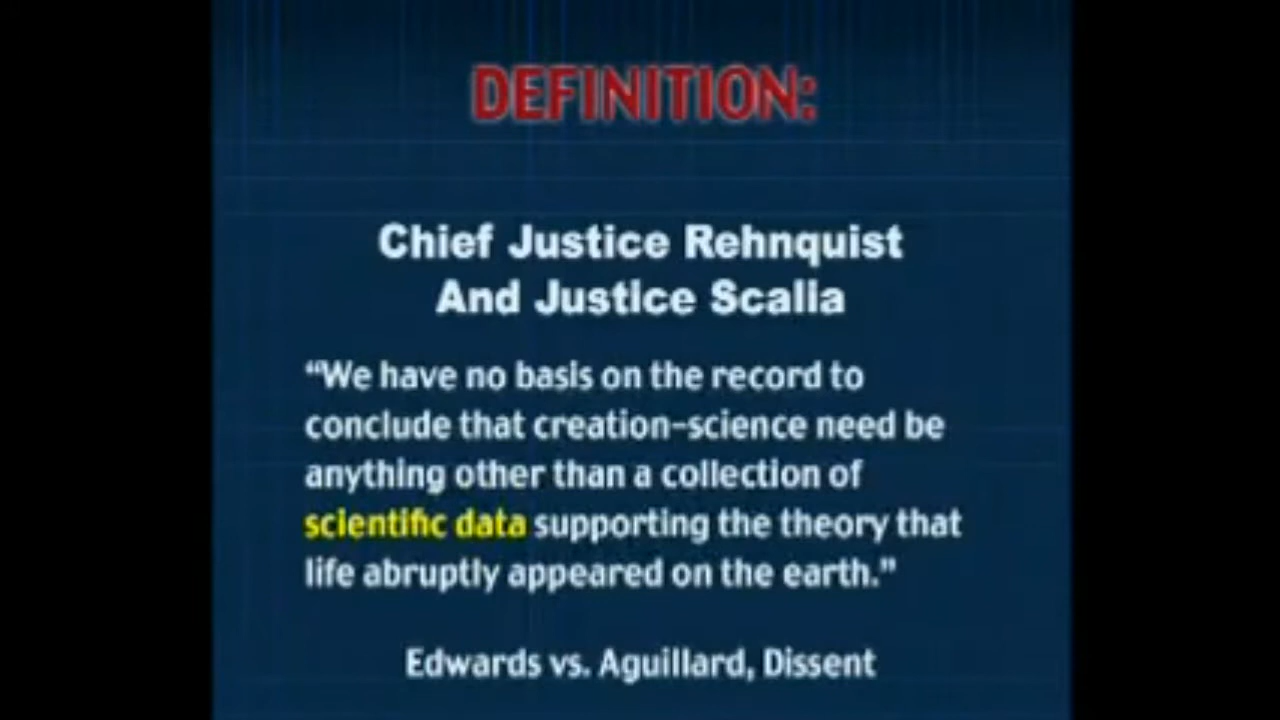 DEFINITION:
Chief Justice Rehnquist
And Justice Scalia
“We have no basis on the record to
conclude that creation-science need be
anything other than a collection of
scientific data supporting the theory that
life abruptly appeared on the earth.”
Edwards vs. Aguillard, Dissent